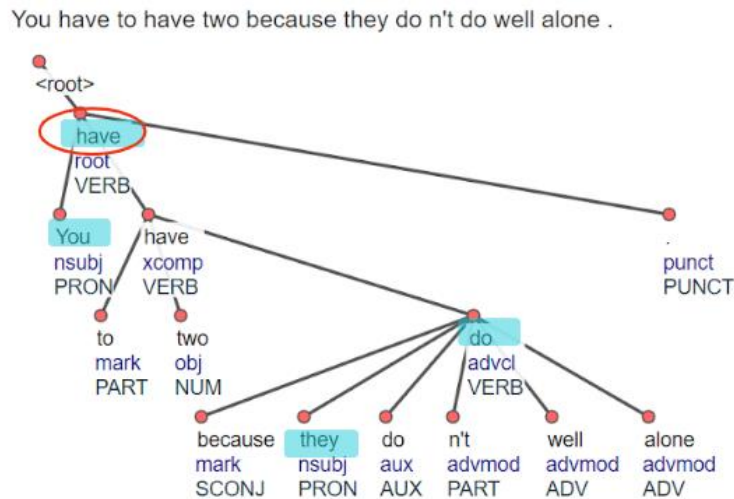 You have to have two because they do n't do well alone .
<root>
have
root
VERB
You have
nsubj xcomp
PRON VERB
.
punct
PUNCT
to two
mark obj
PART NUM
do
advcl
VERB
because they do n't well alone
mark nsubj aux advmod advmod advmod
SCONJ PRON AUX PART ADV ADV